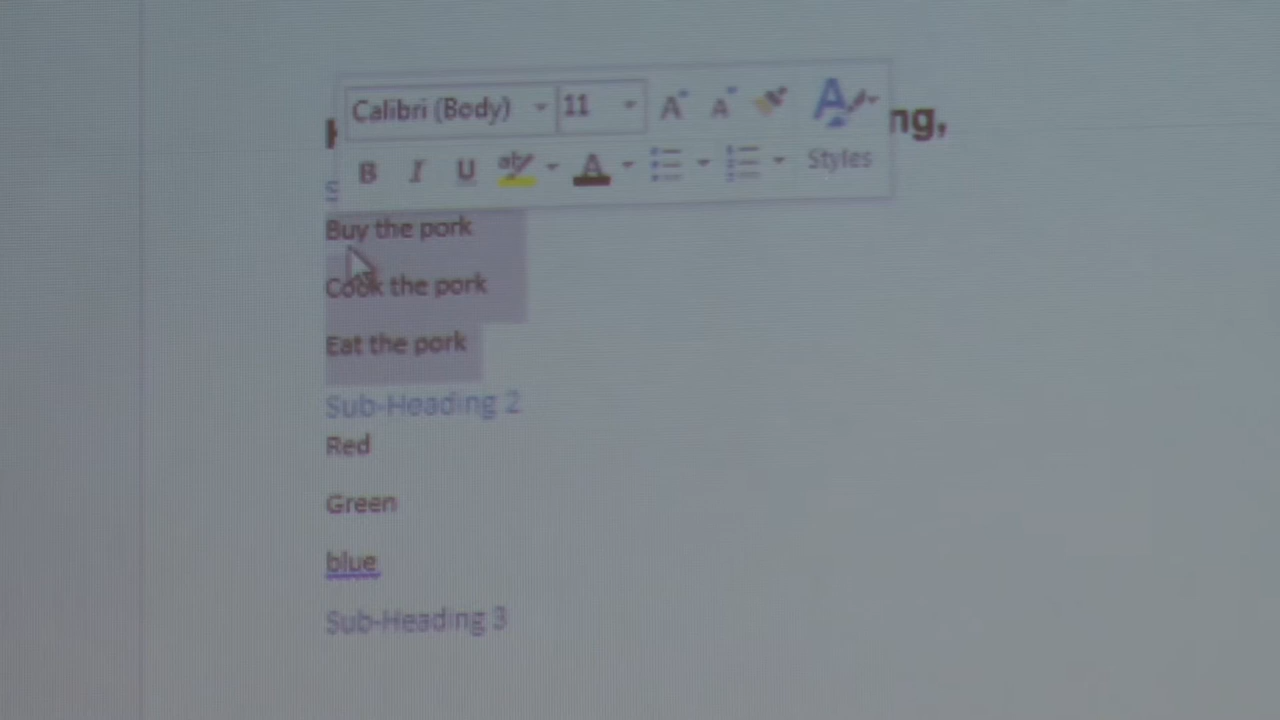 Calibri (Body) 11 A A A
ng,
B I U aby A Styles
S
Buy the pork
Cook the pork
Eat the pork
Sub-Heading 2
Red
Green
blue
Sub-Heading 3